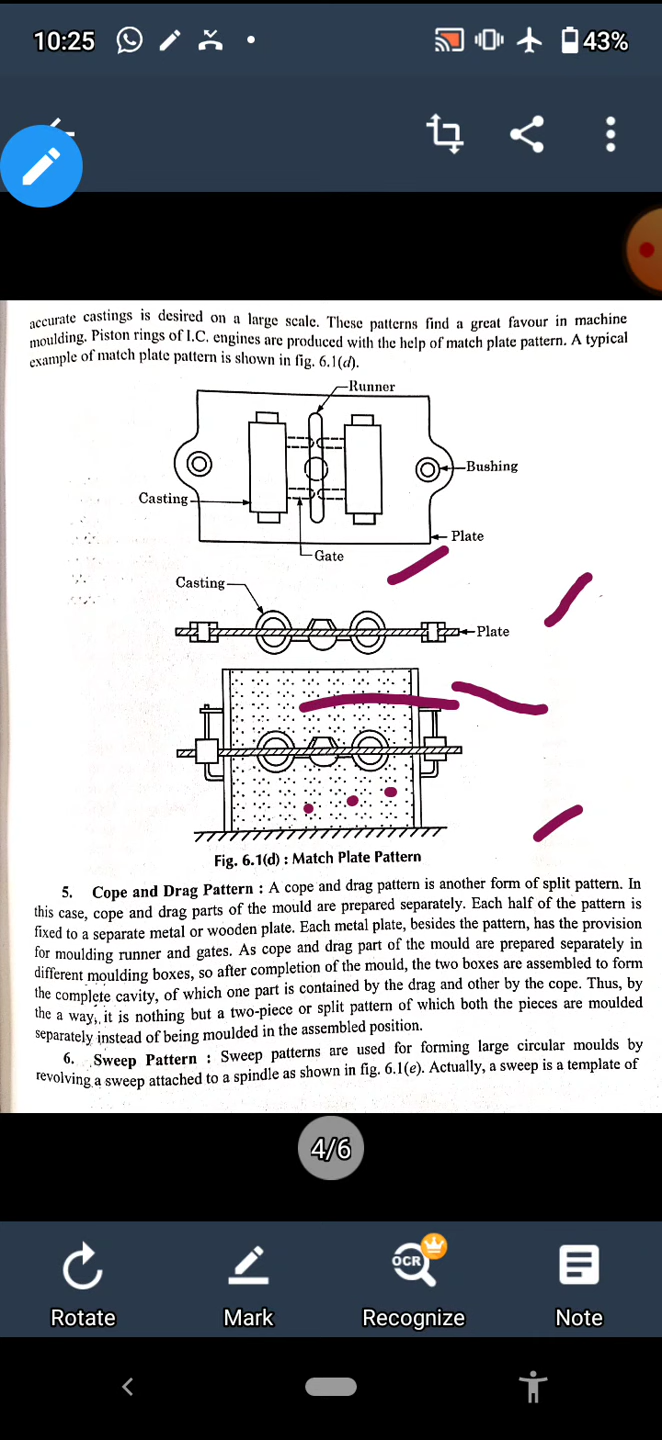 10:25
43%
accurate castings is desired on a large scale. These patterns find a great favour in machine
moulding. Piston rings of I.C. engines are produced with the help of match plate pattern. A typical
example of match plate pattern is shown in fig. 6.1(d).
Runner
Bushing
Casting
Plate
Gate
Casting
Plate
Fig. 6.1(d) : Match Plate Pattern
5. Cope and Drag Pattern : A cope and drag pattern is another form of split pattern. In
this case, cope and drag parts of the mould are prepared separately. Each half of the pattern is
fixed to a separate metal or wooden plate. Each metal plate, besides the pattern, has the provision
for moulding runner and gates. As cope and drag part of the mould are prepared separately in
different moulding boxes, so after completion of the mould, the two boxes are assembled to form
the complete cavity, of which one part is contained by the drag and other by the cope. Thus, by
the a way, it is nothing but a two-piece or split pattern of which both the pieces are moulded
separately instead of being moulded in the assembled position.
6. Sweep Pattern : Sweep patterns are used for forming large circular moulds by
revolving a sweep attached to a spindle as shown in fig. 6.1(e). Actually, a sweep is a template of
4/6
OCR
Rotate
Mark
Recognize
Note